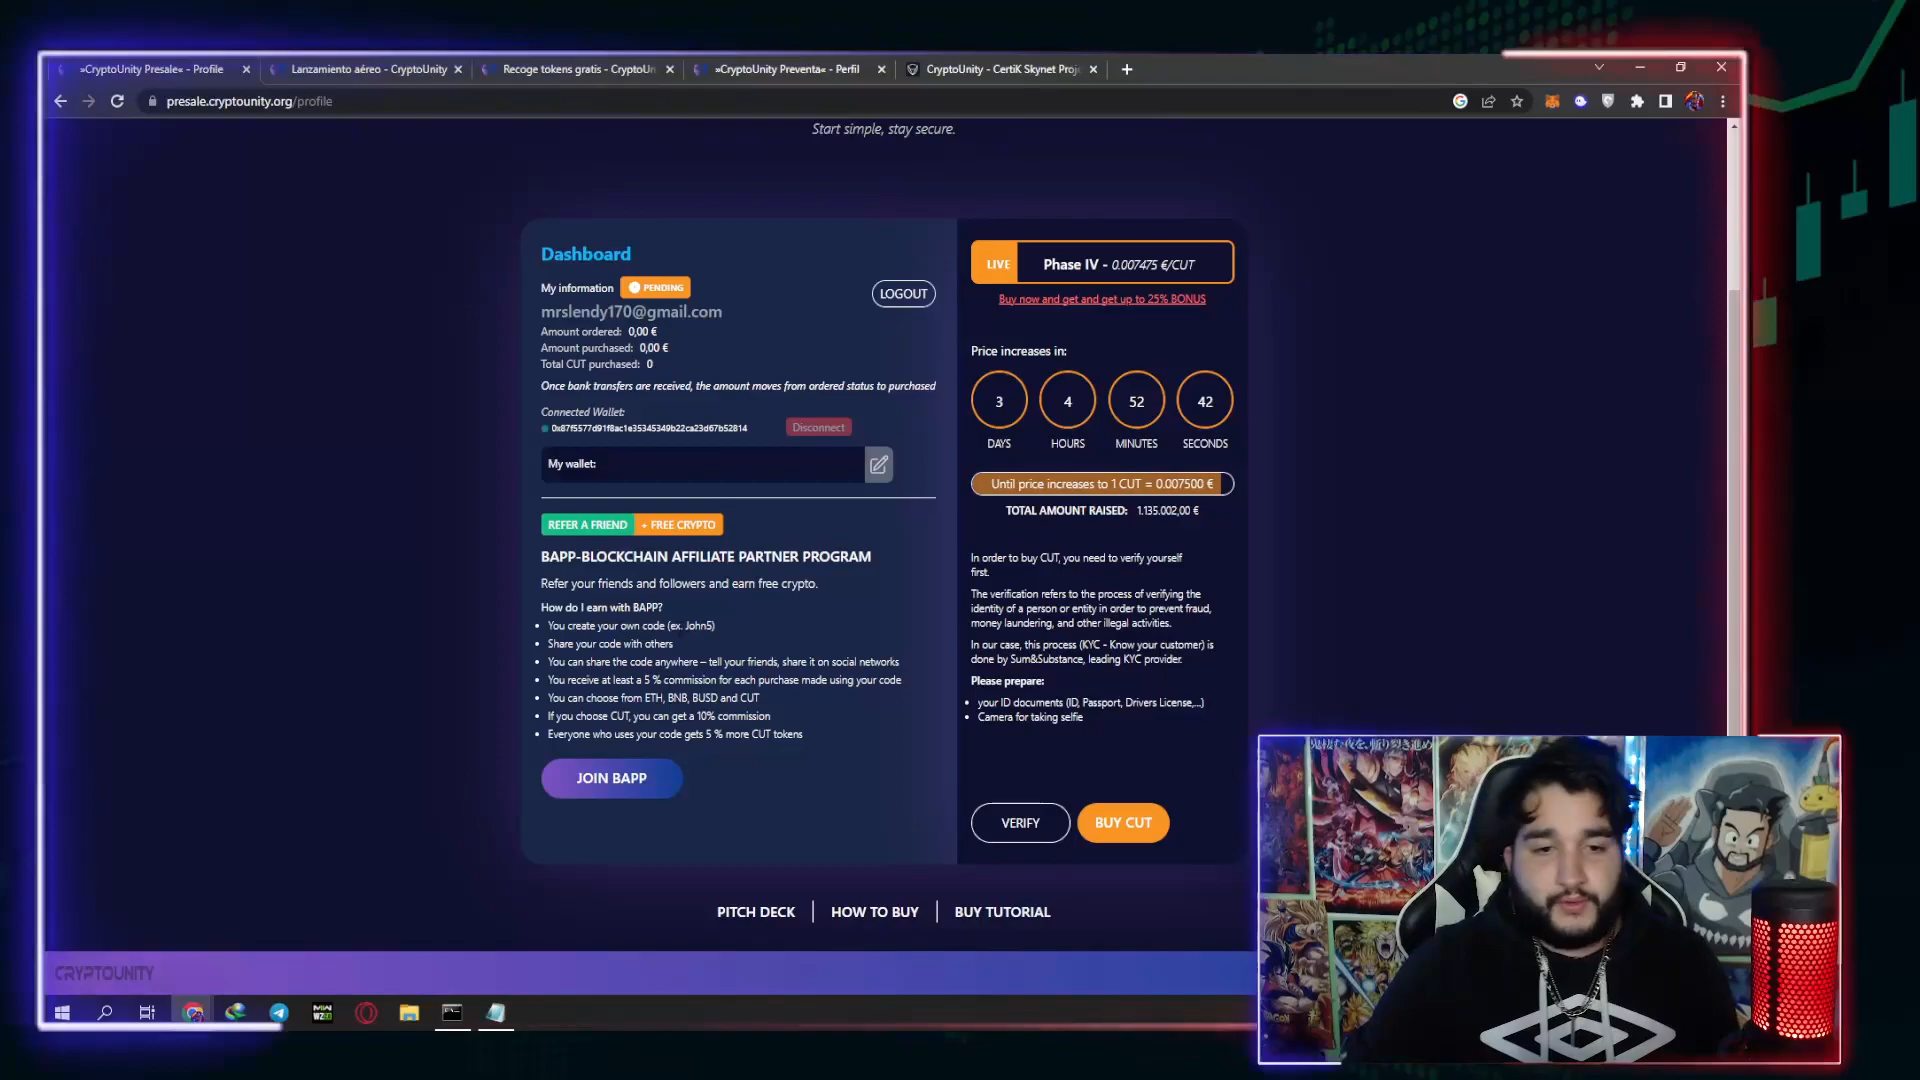 »CryptoUnity Presale« - Profile
Lanzamiento aéreo - CryptoUnity
Recoge tokens gratis - CryptoUn
»CryptoUnity Preventa« - Perfil
CryptoUnity - CertiK Skynet Proje
presale.cryptounity.org/profile
Start simple, stay secure.
Dashboard
My information PENDING
LOGOUT
mrslendy170@gmail.com
Amount ordered: 0,00 €
Amount purchased: 0,00 €
Total CUT purchased: 0
Once bank transfers are received, the amount moves from ordered status to purchased
Connected Wallet:
0x87f5577d91f8ac1e35345349b22ca23d67b52814
Disconnect
My wallet:
REFER A FRIEND + FREE CRYPTO
BAPP-BLOCKCHAIN AFFILIATE PARTNER PROGRAM
Refer your friends and followers and earn free crypto.
How do I earn with BAPP?
• You create your own code (ex. John5)
• Share your code with others
• You can share the code anywhere – tell your friends, share it on social networks
• You receive at least a 5 % commission for each purchase made using your code
• You can choose from ETH, BNB, BUSD and CUT
• If you choose CUT, you can get a 10% commission
• Everyone who uses your code gets 5 % more CUT tokens
JOIN BAPP
LIVE Phase IV - 0.007475 €/CUT
Buy now and get and get up to 25% BONUS
Price increases in:
3 4 52 42
DAYS HOURS MINUTES SECONDS
Until price increases to 1 CUT = 0.007500 €
TOTAL AMOUNT RAISED: 1.135.002,00 €
In order to buy CUT, you need to verify yourself
first.
The verification refers to the process of verifying the
identity of a person or entity in order to prevent fraud,
money laundering, and other illegal activities.
In our case, this process (KYC - Know your customer) is
done by Sum&Substance, leading KYC provider.
Please prepare:
• your ID documents (ID, Passport, Drivers License,...)
• Camera for taking selfie
VERIFY
BUY CUT
PITCH DECK | HOW TO BUY | BUY TUTORIAL
CRYPTOUNITY